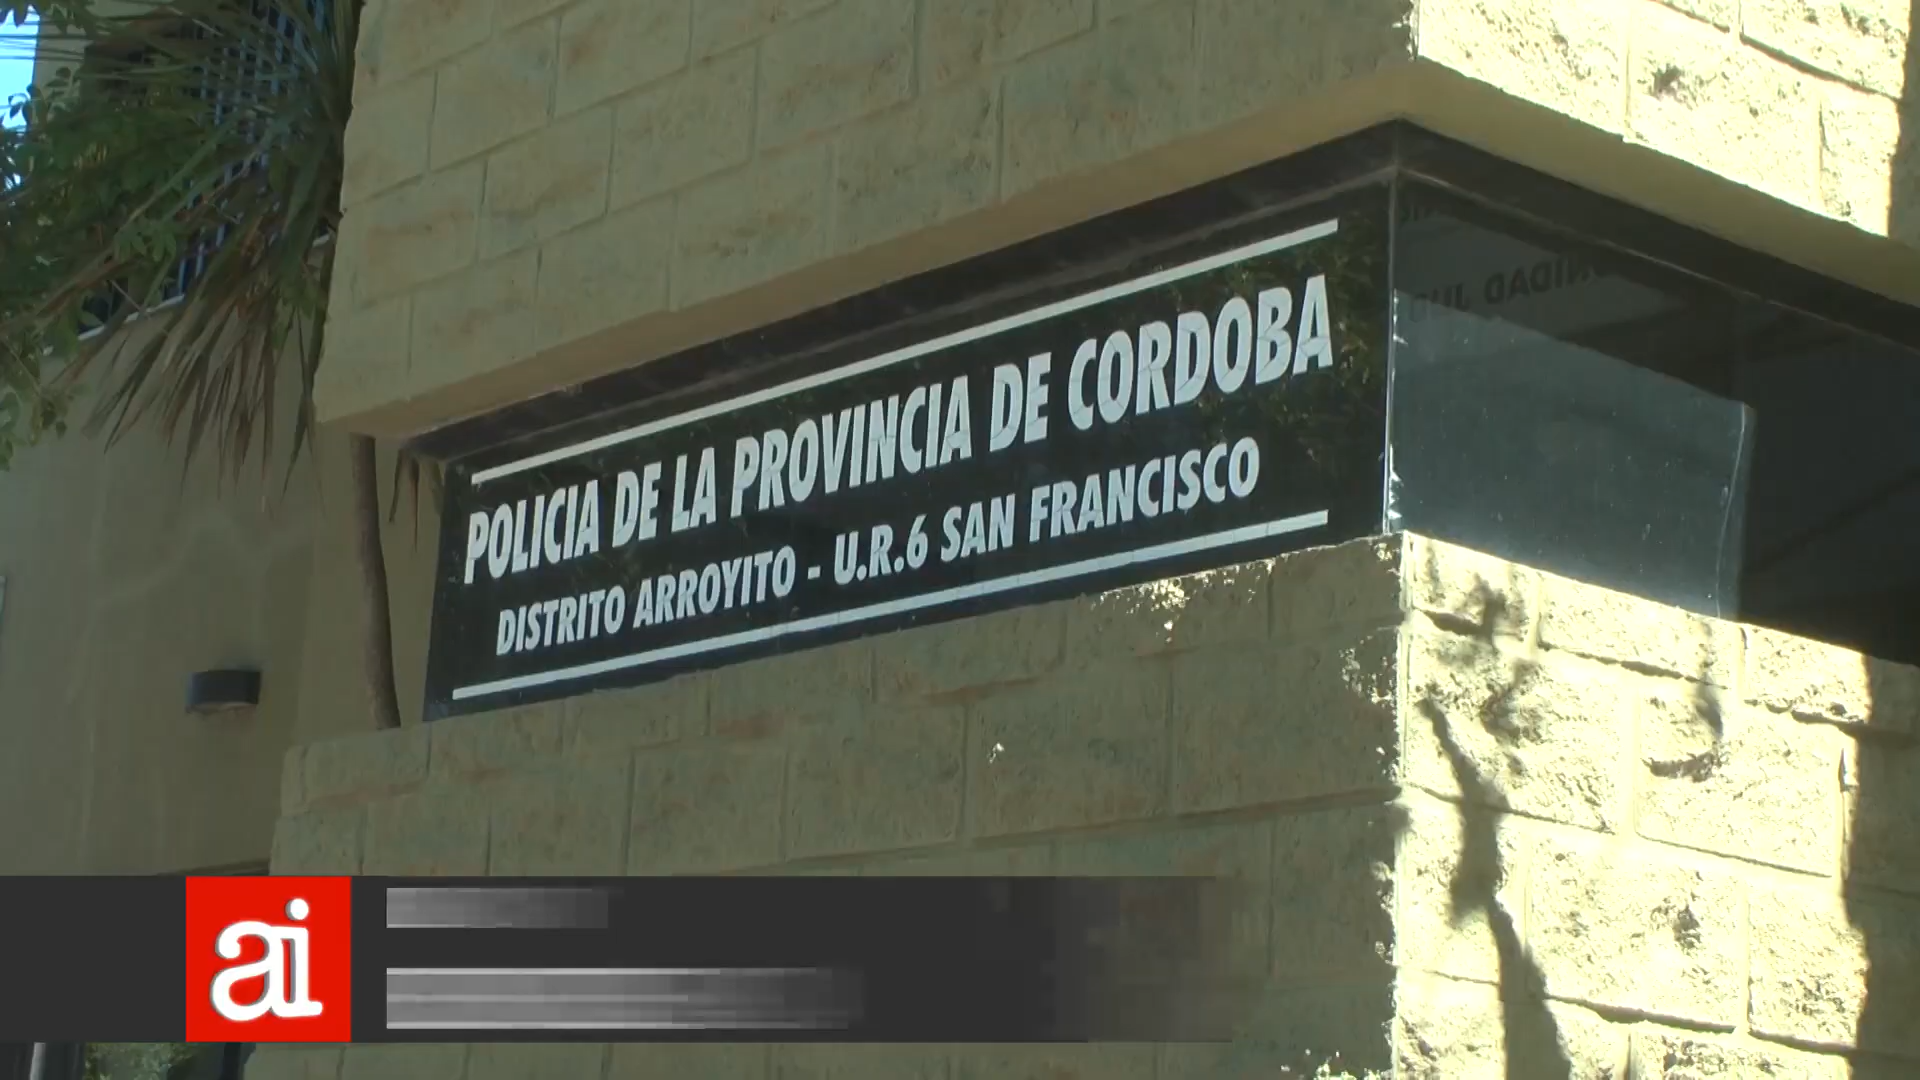 POLICIA DE LA PROVINCIA DE CORDOBA
DISTRITO ARROYITO - U.R.6 SAN FRANCISCO
ai